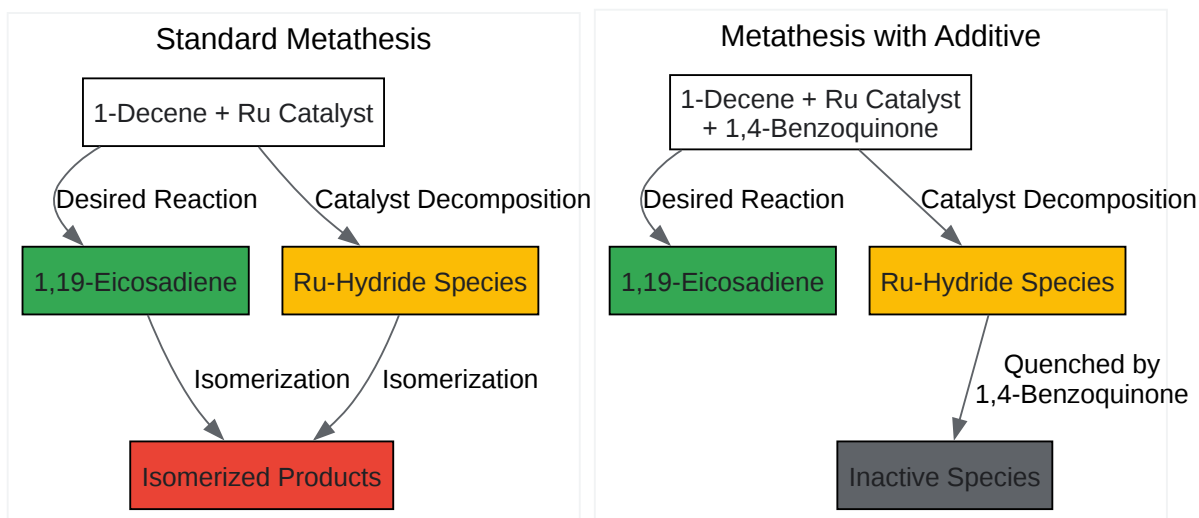 Standard Metathesis
1-Decene + Ru Catalyst
Desired Reaction
Catalyst Decomposition
1,19-Eicosadiene
Ru-Hydride Species
Isomerization
Isomerization
Isomerized Products
Metathesis with Additive
1-Decene + Ru Catalyst
+ 1,4-Benzoquinone
Desired Reaction
Catalyst Decomposition
1,19-Eicosadiene
Ru-Hydride Species
Quenched by
1,4-Benzoquinone
Inactive Species